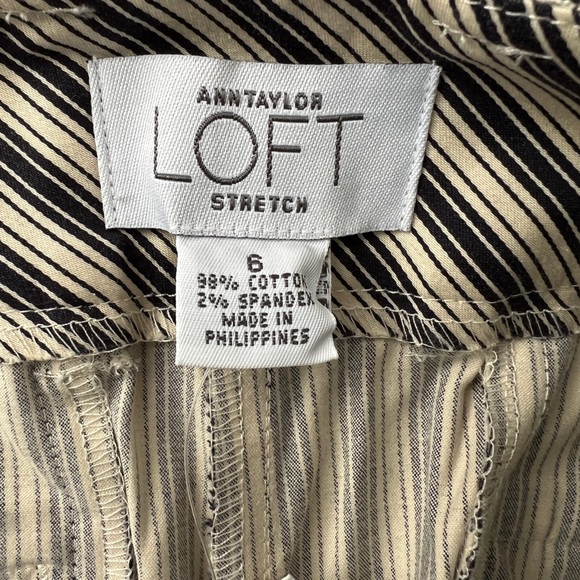 ANNTAYLOR
LOFT
STRETCH
6
98% COTTON
2% SPANDEX
MADE IN
PHILIPPINES